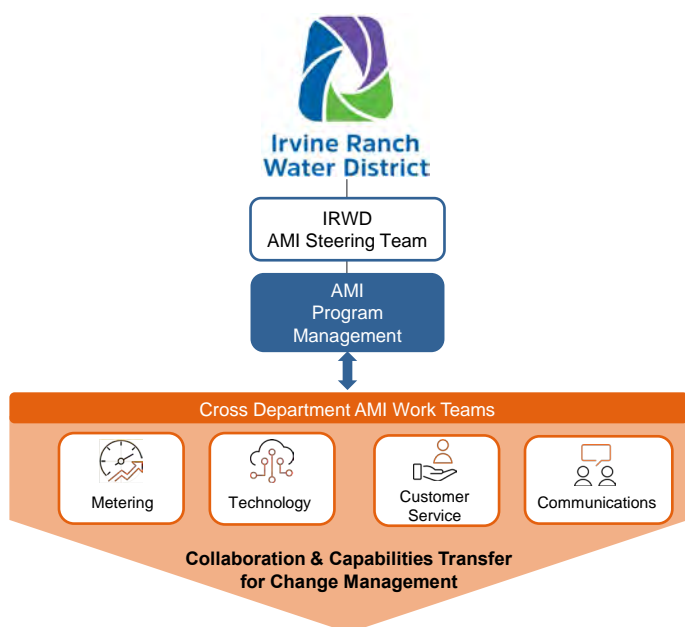 Irvine Ranch
Water District
IRWD
AMI Steering Team
AMI
Program
Management
Cross Department AMI Work Teams
Metering
Technology
Customer
Service
Communications
Collaboration & Capabilities Transfer
for Change Management